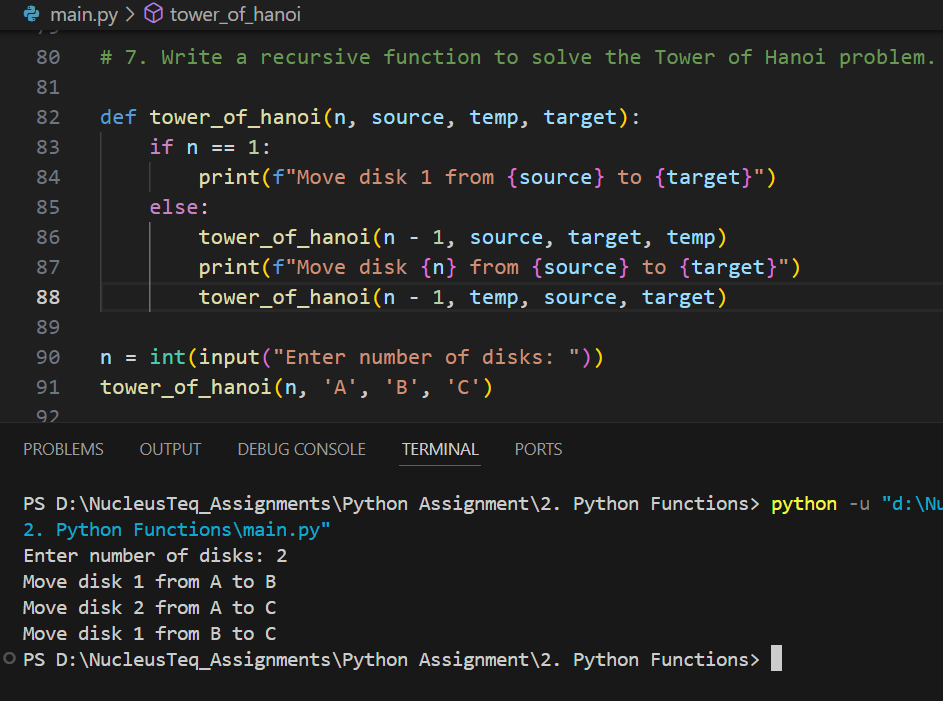 main.py > tower_of_hanoi
80 # 7. Write a recursive function to solve the Tower of Hanoi problem.
81
82 def tower_of_hanoi(n, source, temp, target):
83     if n == 1:
84         print(f"Move disk 1 from {source} to {target}")
85     else:
86         tower_of_hanoi(n - 1, source, target, temp)
87         print(f"Move disk {n} from {source} to {target}")
88         tower_of_hanoi(n - 1, temp, source, target)
89
90 n = int(input("Enter number of disks: "))
91 tower_of_hanoi(n, 'A', 'B', 'C')
92
PROBLEMS OUTPUT DEBUG CONSOLE TERMINAL PORTS
PS D:\NucleusTeq_Assignments\Python Assignment\2. Python Functions> python -u "d:\Nu
2. Python Functions\main.py"
Enter number of disks: 2
Move disk 1 from A to B
Move disk 2 from A to C
Move disk 1 from B to C
PS D:\NucleusTeq_Assignments\Python Assignment\2. Python Functions>